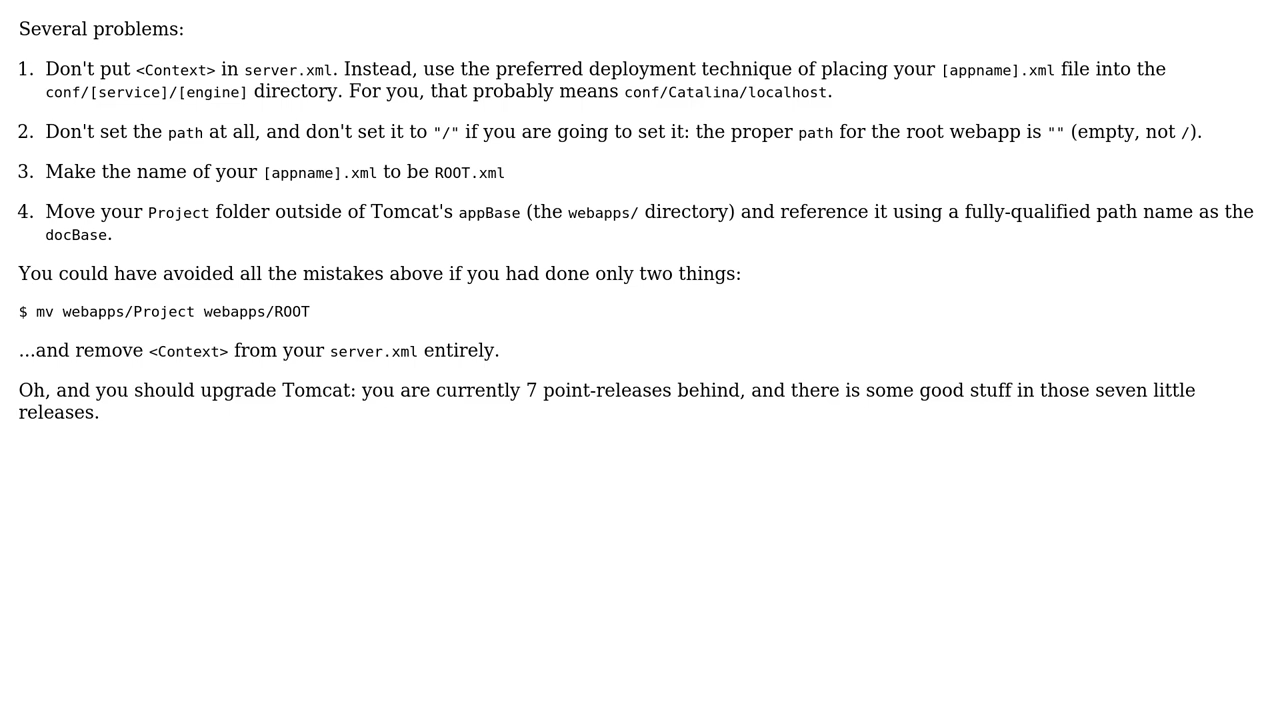 Several problems:
1. Don't put <Context> in server.xml. Instead, use the preferred deployment technique of placing your [appname].xml file into the
conf/[service]/[engine] directory. For you, that probably means conf/Catalina/localhost.
2. Don't set the path at all, and don't set it to "/" if you are going to set it: the proper path for the root webapp is "" (empty, not /).
3. Make the name of your [appname].xml to be ROOT.xml
4. Move your Project folder outside of Tomcat's appBase (the webapps/ directory) and reference it using a fully-qualified path name as the
docBase.
You could have avoided all the mistakes above if you had done only two things:
$ mv webapps/Project webapps/ROOT
...and remove <Context> from your server.xml entirely.
Oh, and you should upgrade Tomcat: you are currently 7 point-releases behind, and there is some good stuff in those seven little
releases.